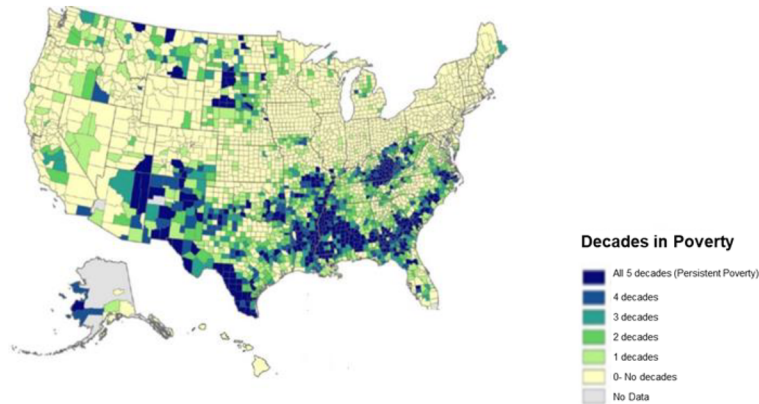 Decades in Poverty
All 5 decades (Persistent Poverty)
4 decades
3 decades
2 decades
1 decades
0- No decades
No Data